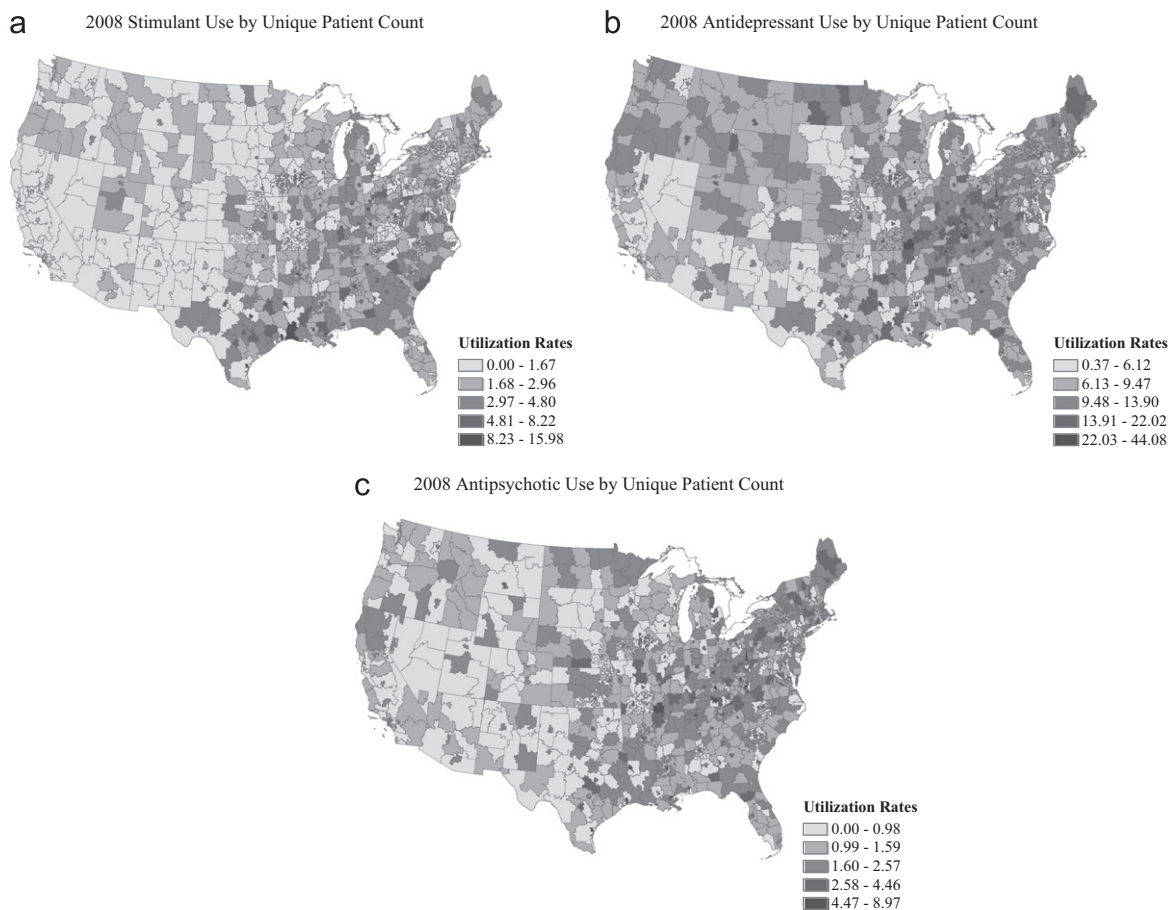 a
2008 Stimulant Use by Unique Patient Count
Utilization Rates
0.00 - 1.67
1.68 - 2.96
2.97 - 4.80
4.81 - 8.22
8.23 - 15.98
b
2008 Antidepressant Use by Unique Patient Count
Utilization Rates
0.37 - 6.12
6.13 - 9.47
9.48 - 13.90
13.91 - 22.02
22.03 - 44.08
c
2008 Antipsychotic Use by Unique Patient Count
Utilization Rates
0.00 - 0.98
0.99 - 1.59
1.60 - 2.57
2.58 - 4.46
4.47 - 8.97